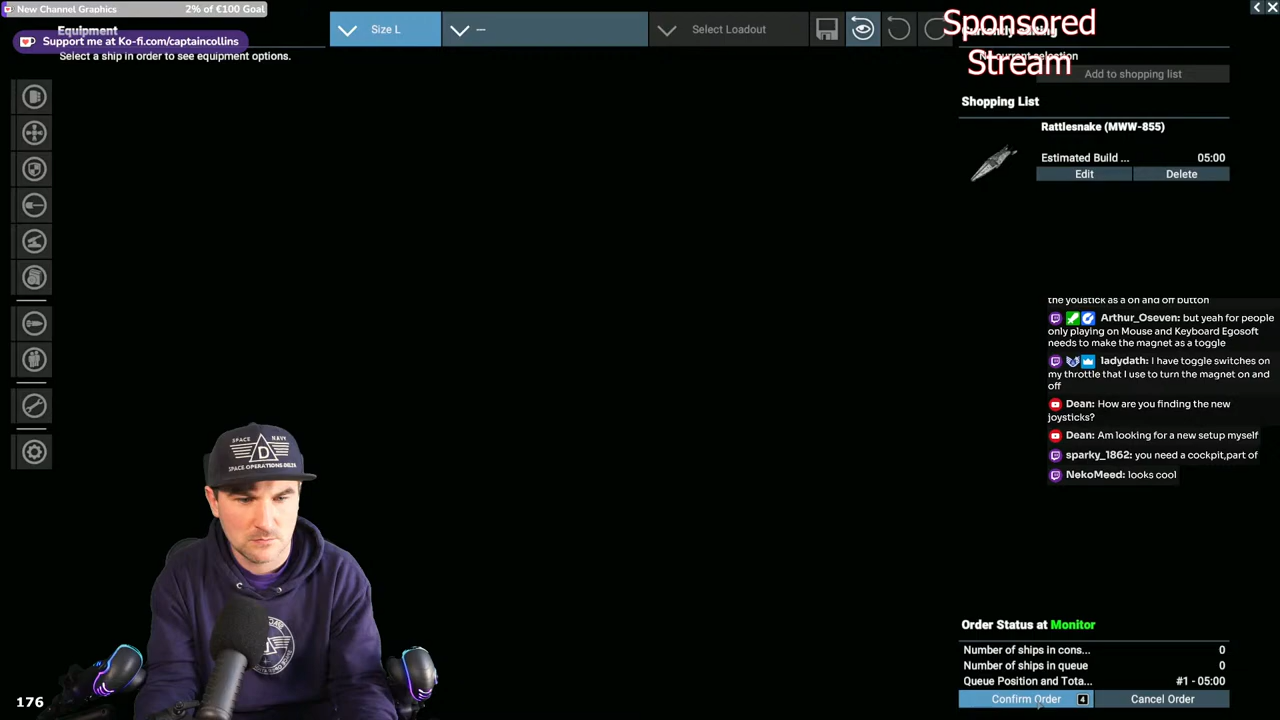 New Channel Graphics
2% of €100 Goal
Support me at Ko-fi.com/captaincollins
Equipment
Select a ship in order to see equipment options.
Size L
--
Select Loadout
Sponsored
Stream
Currently editing
No current selection
Add to shopping list
Shopping List
Rattlesnake (MWW-855)
Estimated Build ...
05:00
Edit
Delete
the youstick as a on and off button
Arthur_Oseven: but yeah for people
only playing on Mouse and Keyboard Egosoft
needs to make the magnet as a toggle
ladydath: I have toggle switches on
my throttle that I use to turn the magnet on and
off
Dean: How are you finding the new
joysticks?
Dean: Am looking for a new setup myself
sparky_1862: you need a cockpit,part of
NekoMeed: looks cool
SPACE NAVY
D
SPACE OPERATIONS DELTA
Order Status at Monitor
Number of ships in cons...
0
Number of ships in queue
0
Queue Position and Tota...
#1 - 05:00
Confirm Order
4
Cancel Order
176